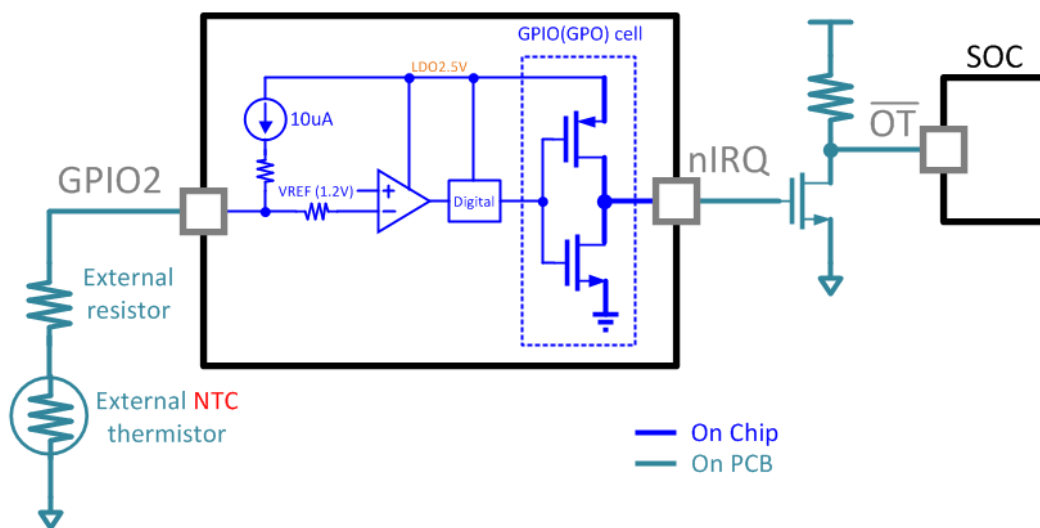 GPIO(GPO) cell
LDO2.5V
SOC
10uA
OT
GPIO2
nIRQ
VREF (1.2V)
+
-
Digital
External
resistor
External NTC
thermistor
On Chip
On PCB